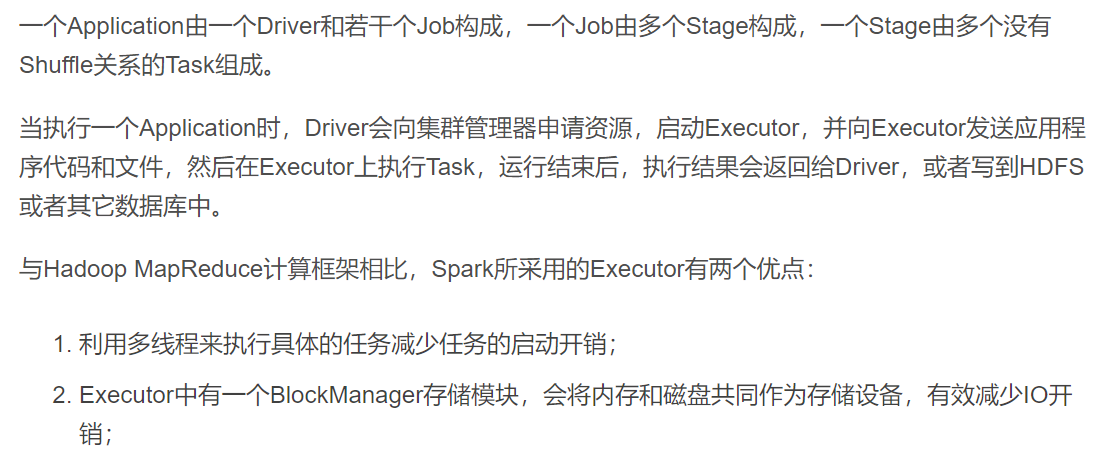 一个Application由一个Driver和若干个Job构成，一个Job由多个Stage构成，一个Stage由多个没有
Shuffle关系的Task组成。
当执行一个Application时，Driver会向集群管理器申请资源，启动Executor，并向Executor发送应用程
序代码和文件，然后在Executor上执行Task，运行结束后，执行结果会返回给Driver，或者写到HDFS
或者其它数据库中。
与Hadoop MapReduce计算框架相比，Spark所采用的Executor有两个优点：
1. 利用多线程来执行具体的任务减少任务的启动开销；
2. Executor中有一个BlockManager存储模块，会将内存和磁盘共同作为存储设备，有效减少IO开
销；